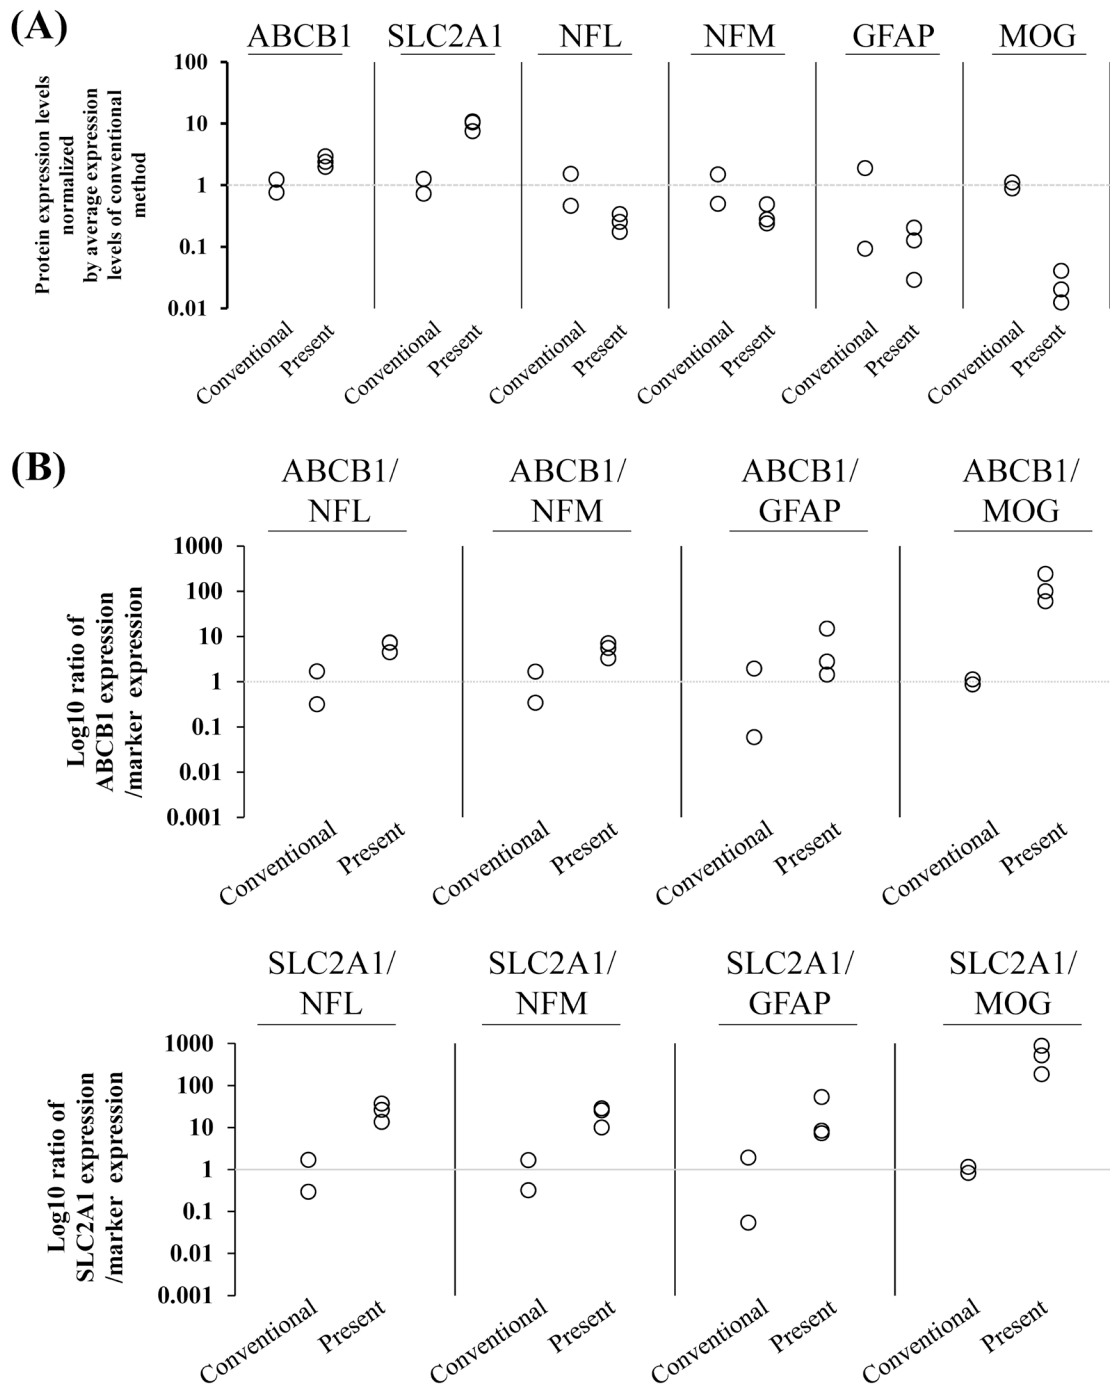 (A)
ABCB1 SLC2A1 NFL NFM GFAP MOG
Protein expression levels
normalized
by average expression
levels of conventional
method
100
10
1
0.1
0.01
Conventional Present Conventional Present Conventional Present Conventional Present Conventional Present Conventional Present
(B)
ABCB1/ ABCB1/ ABCB1/ ABCB1/
NFL NFM GFAP MOG
Log10 ratio of
ABCB1 expression
/marker expression
1000
100
10
1
0.1
0.01
0.001
Conventional Present Conventional Present Conventional Present Conventional Present
SLC2A1/ SLC2A1/ SLC2A1/ SLC2A1/
NFL NFM GFAP MOG
Log10 ratio of
SLC2A1 expression
/marker expression
1000
100
10
1
0.1
0.01
0.001
Conventional Present Conventional Present Conventional Present Conventional Present